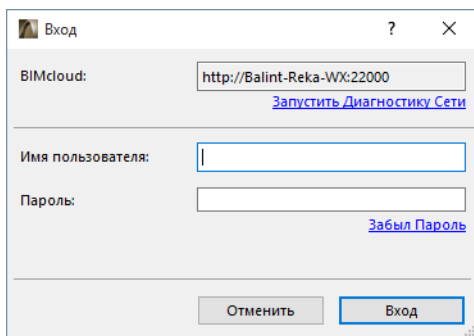 Вход
BIMcloud: http://Balint-Reka-WX:22000
Запустить Диагностику Сети
Имя пользователя:
Пароль:
Забыл Пароль
Отменить Вход